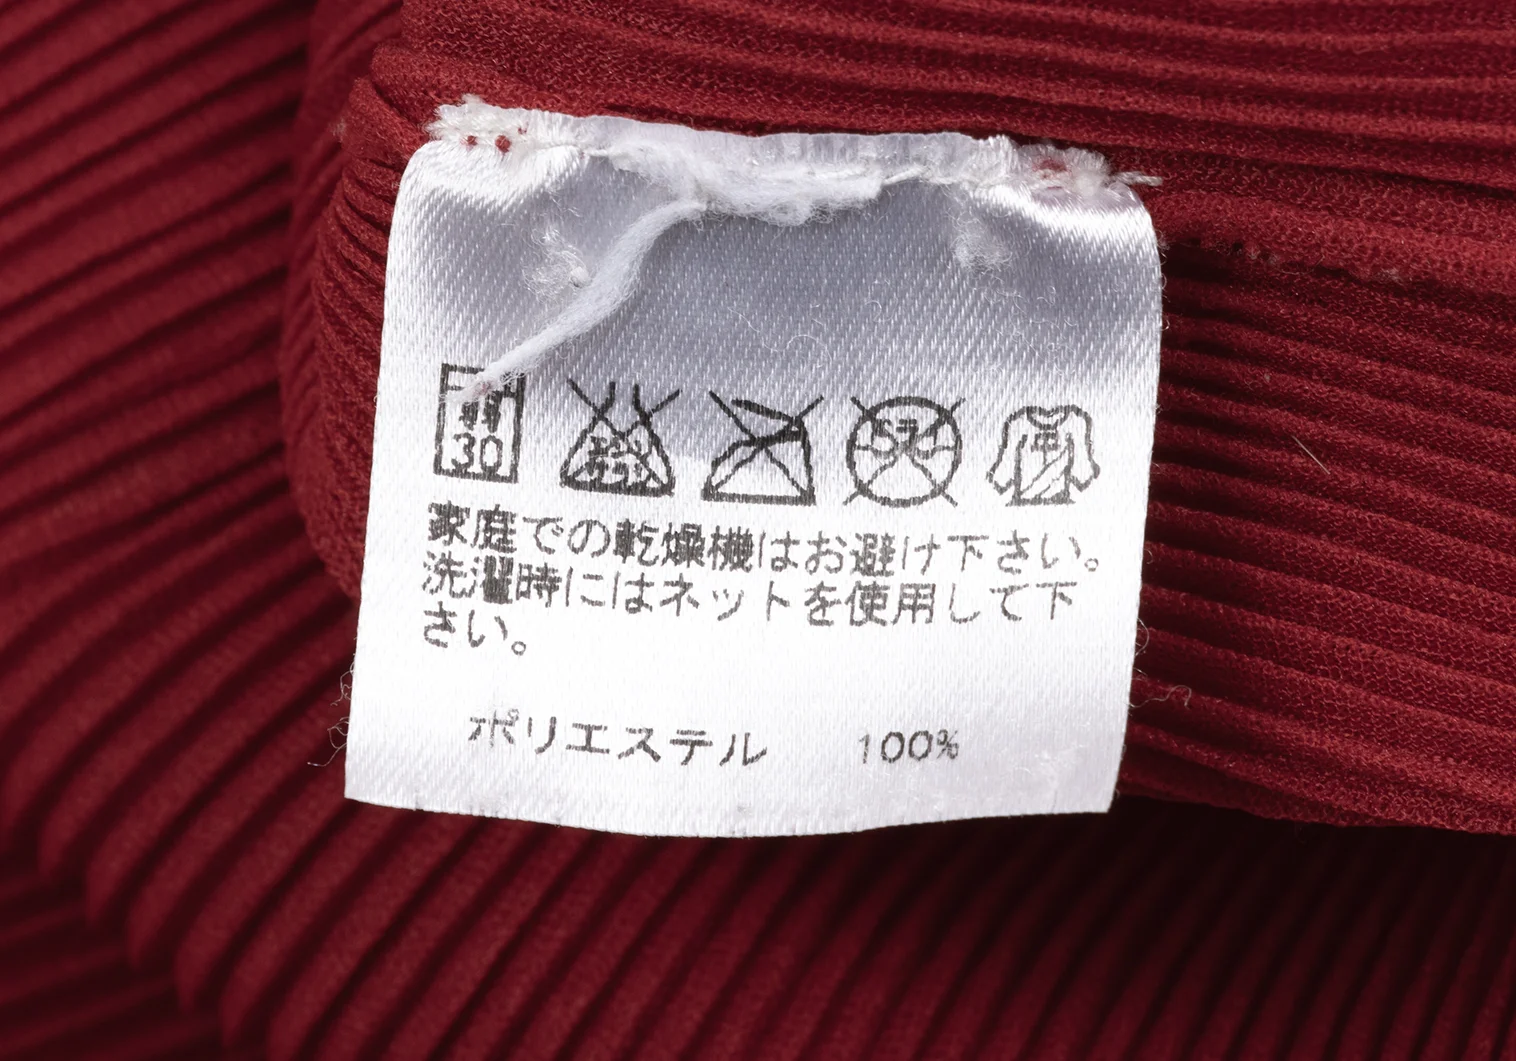 30
家庭での乾燥機はお避け下さい。
洗濯時にはネットを使用して下
さい。
ポリエステル 100%